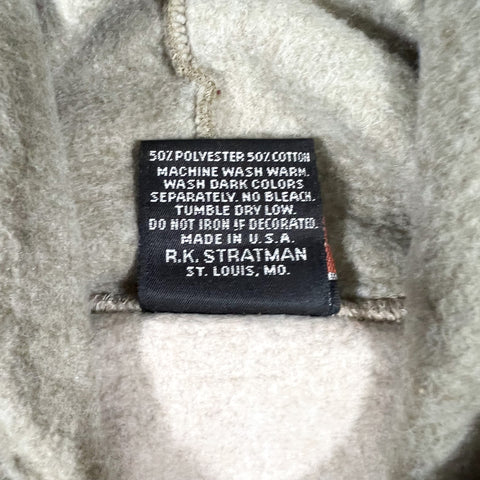 50% POLYESTER 50% COTTON
MACHINE WASH WARM.
WASH DARK COLORS
SEPARATELY. NO BLEACH.
TUMBLE DRY LOW.
DO NOT IRON IF DECORATED.
MADE IN U.S.A.
R.K. STRATMAN
ST. LOUIS, MO.